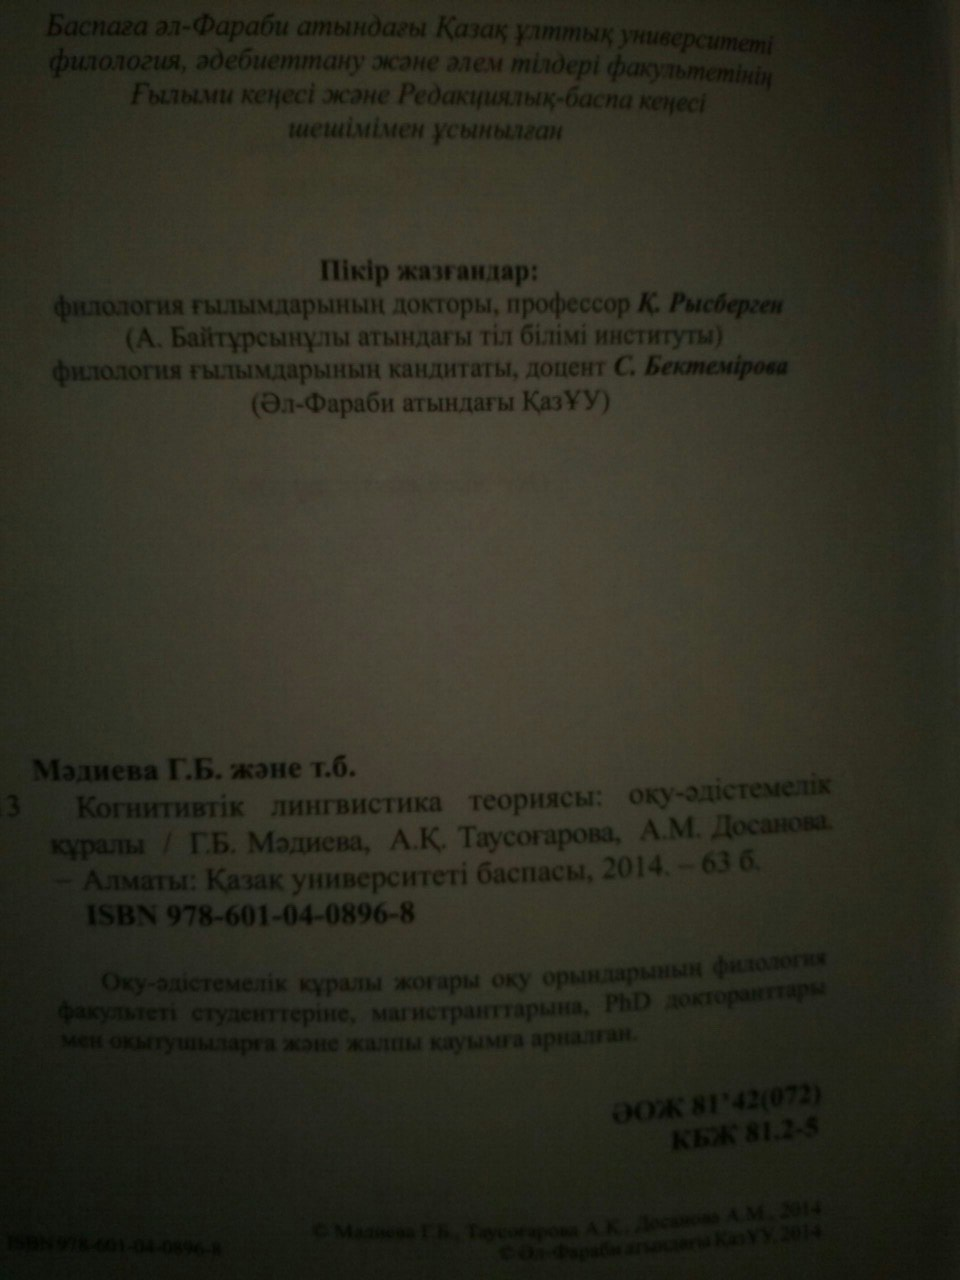 Баспаға әл-Фараби атындағы Қазақ ұлттық университеті
филология, әдебиеттану және әлем тілдері факультетінің
Ғылыми кеңесі және Редакциялық-баспа кеңесі
шешімімен ұсынылған
Пікір жазғандар:
филология ғылымдарының докторы, профессор Қ. Рысберген
(А. Байтұрсынұлы атындағы тіл білімі институты)
филология ғылымдарының кандитаты, доцент С. Бектемірова
(Әл-Фараби атындағы ҚазҰУ)
Мәдиева Г.Б. және т.б.
13 Когнитивтік лингвистика теориясы: оқу-әдістемелік
құралы / Г.Б. Мәдиева, А.Қ. Таусоғарова, А.М. Досанова.
– Алматы: Қазақ университеті баспасы, 2014. – 63 б.
ISBN 978-601-04-0896-8
Оқу-әдістемелік құралы жоғары оқу орындарының филология
факультеті студенттеріне, магистранттарына, PhD докторанттары
мен оқытушыларға және жалпы қауымға арналған.
ӘОЖ 81'42(072)
КБЖ 81.2-5
© Мәдиева Г.Б., Таусоғарова А.Қ., Досанова А.М., 2014
ISBN 978-601-04-0896-8 © Әл-Фараби атындағы ҚазҰУ, 2014